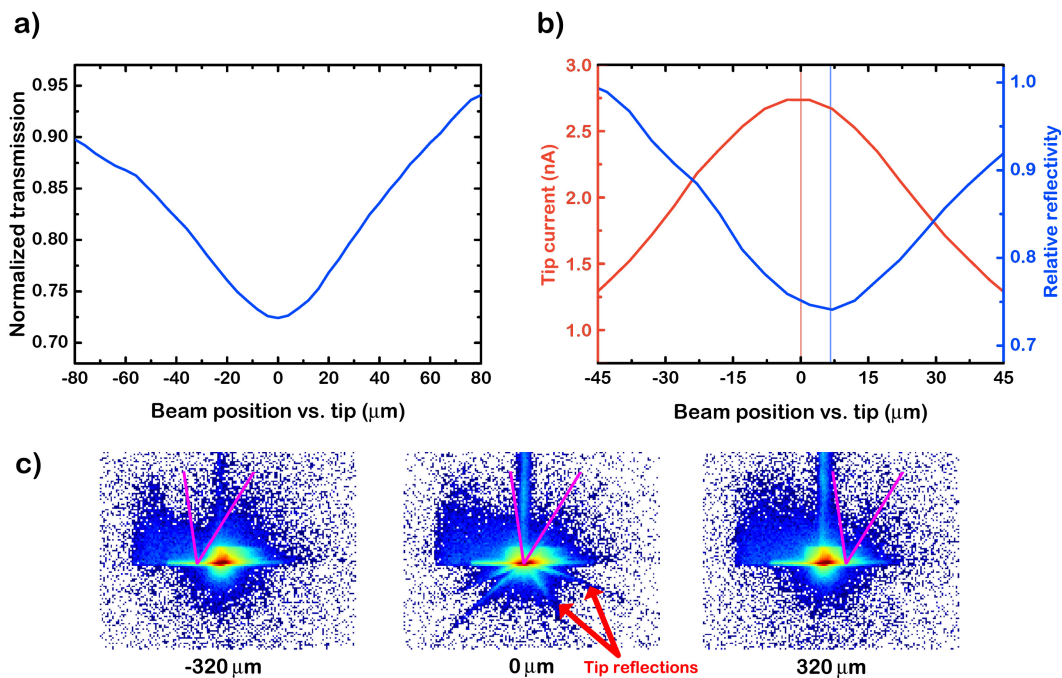 a)
Normalized transmission
0.95
0.90
0.85
0.80
0.75
0.70
-80
-60
-40
-20
0
20
40
60
80
Beam position vs. tip (μm)
b)
Tip current (nA)
3.0
2.5
2.0
1.5
1.0
-45
-30
-15
0
15
30
45
Beam position vs. tip (μm)
1.0
0.9
0.8
0.7
Relative reflectivity
c)
-320 μm
0 μm
Tip reflections
320 μm